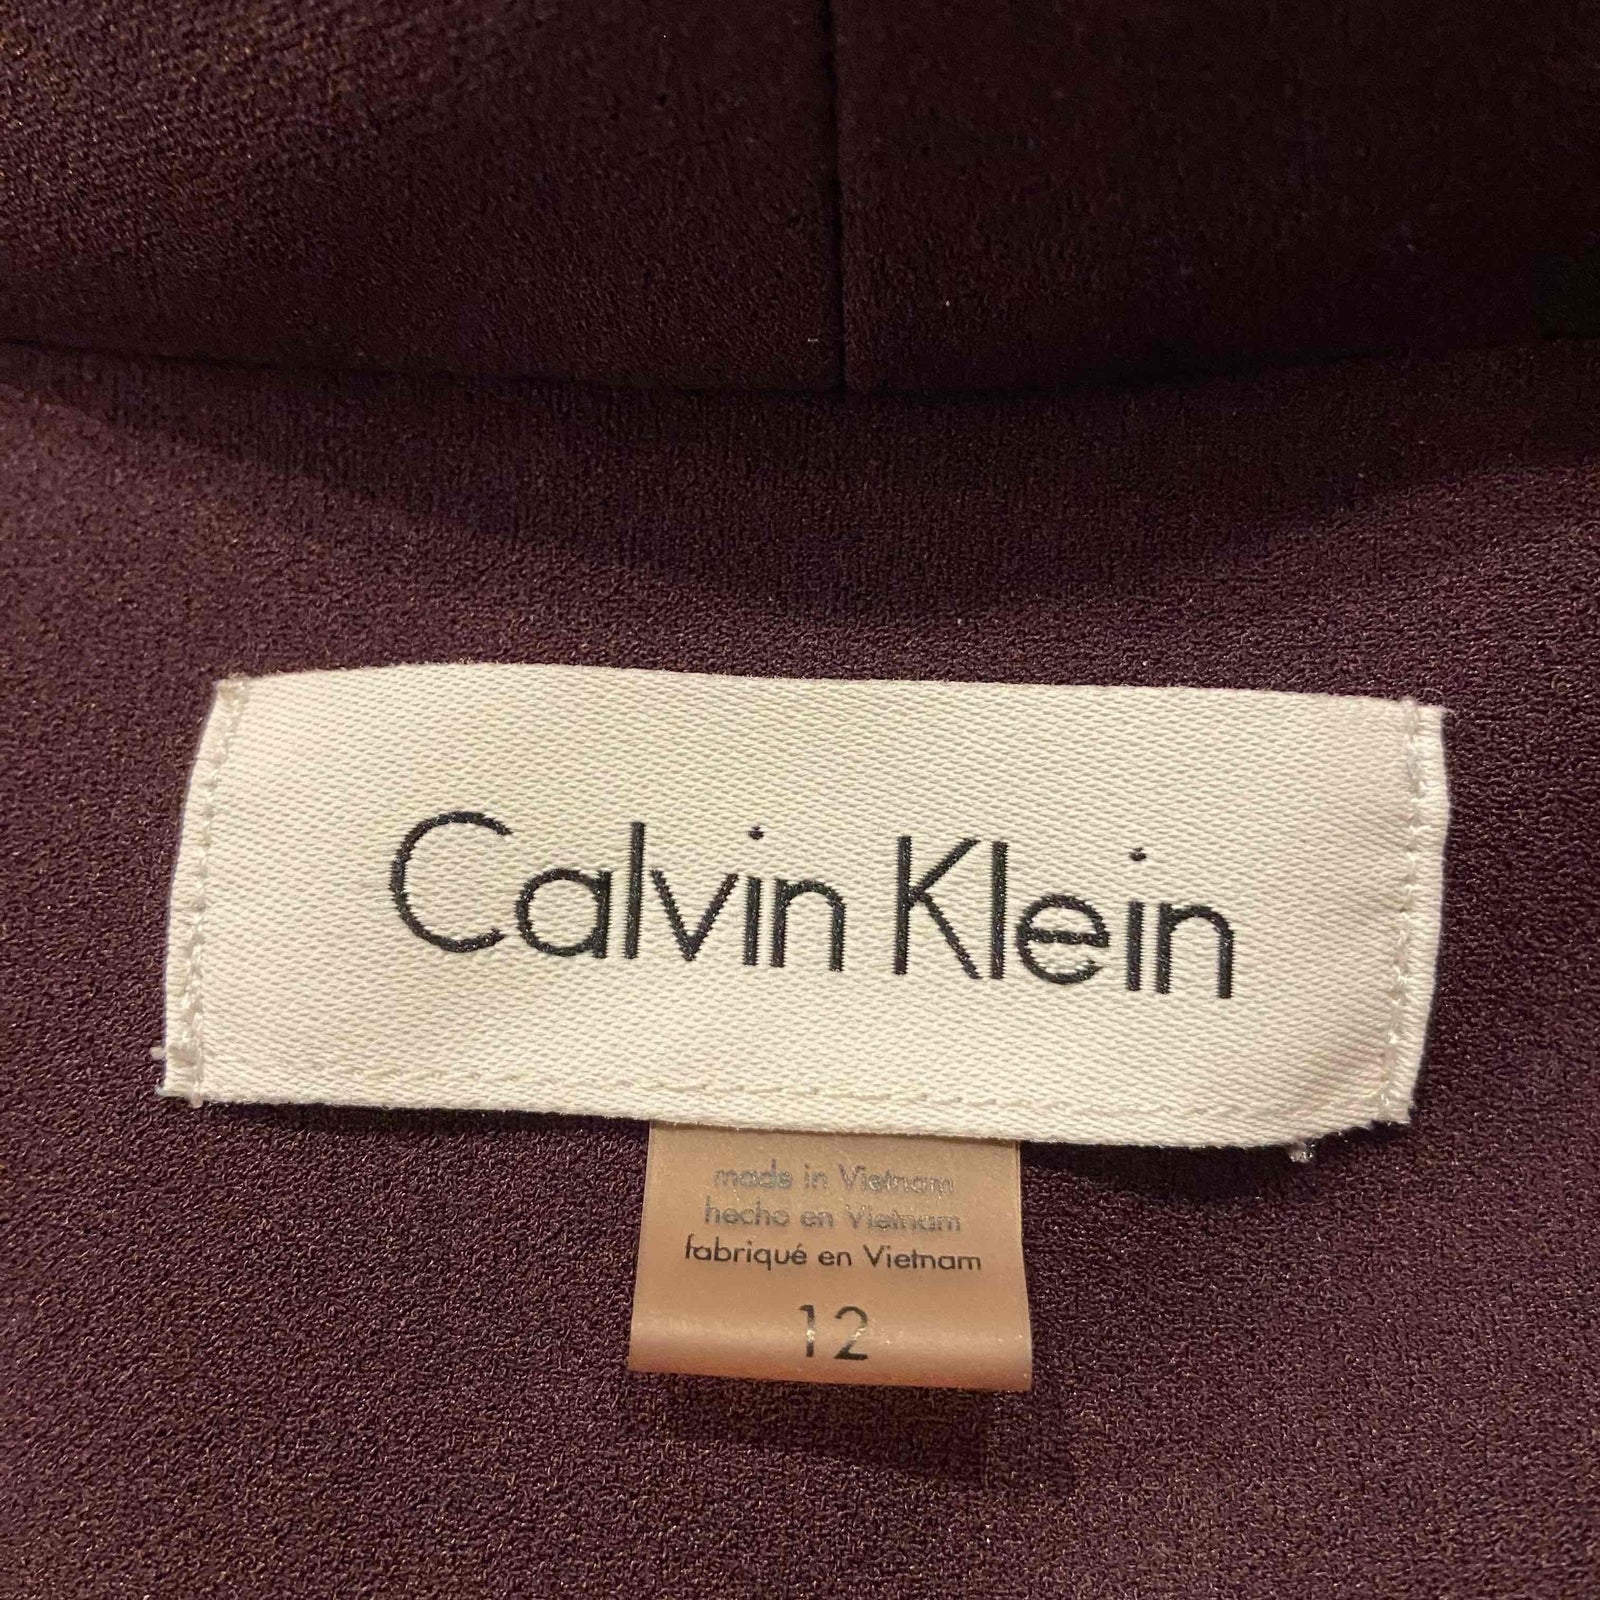 Calvin Klein
made in Vietnam
hecho en Vietnam
fabriqué en Vietnam
12